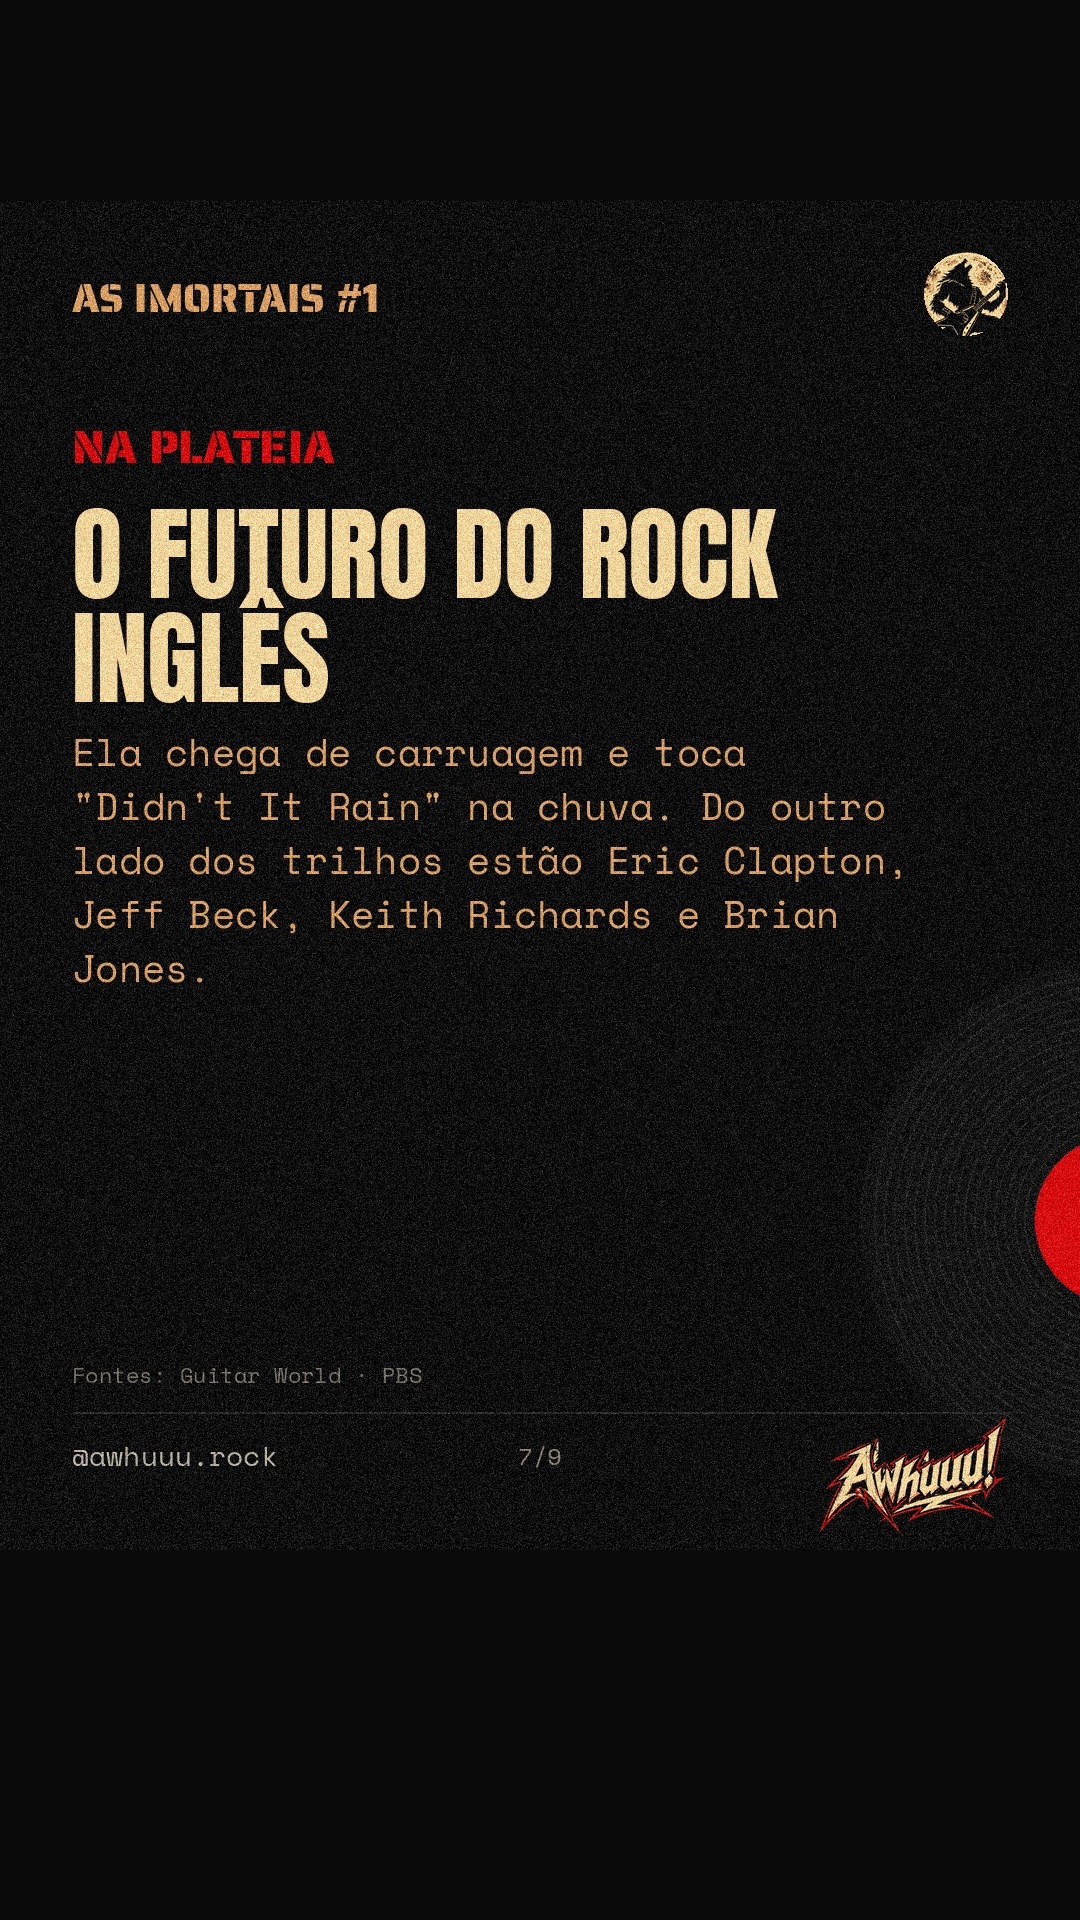 AS IMORTAIS #1
NA PLATEIA
O FUTURO DO ROCK
INGLÊS
Ela chega de carruagem e toca
"Didn't It Rain" na chuva. Do outro
lado dos trilhos estão Eric Clapton,
Jeff Beck, Keith Richards e Brian
Jones.
Fontes: Guitar World · PBS
@awhuuu.rock
7/9
Awhuuu!